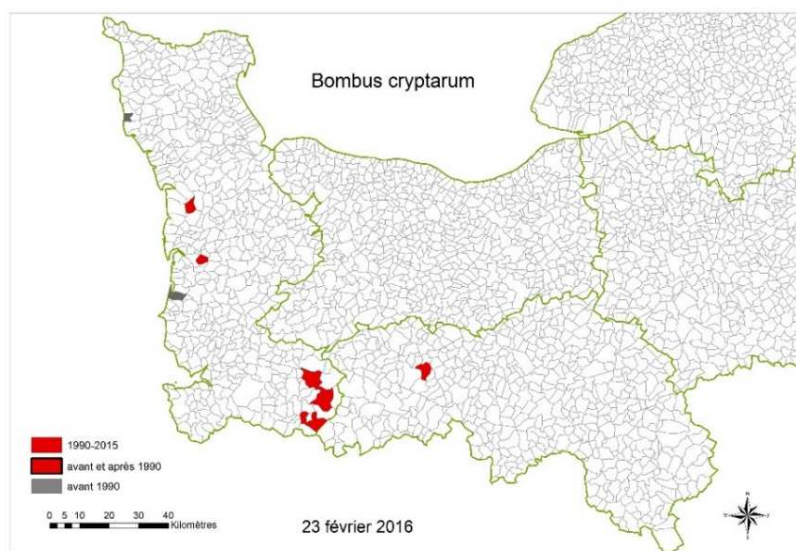 Bombus cryptarum
1990-2015
avant et après 1990
avant 1990
0 5 10 20 30 40
Kilomètres
23 février 2016
N
S